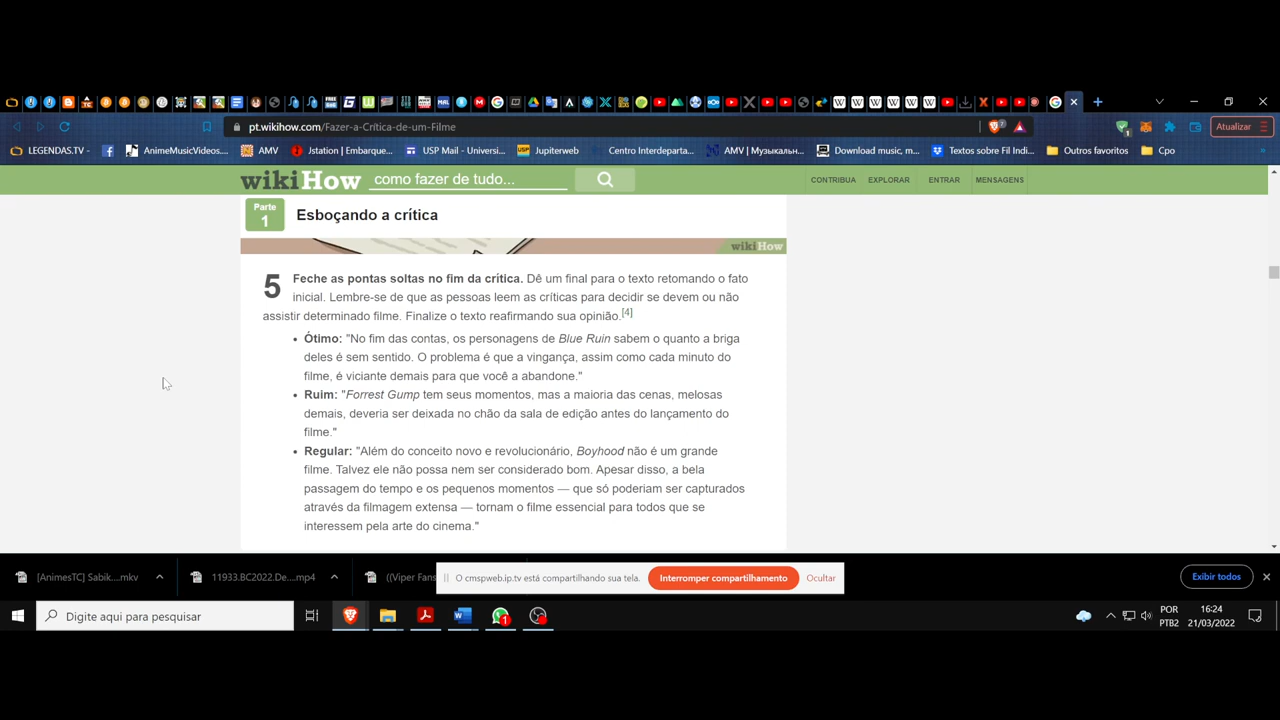 pt.wikihow.com/Fazer-a-Crítica-de-um-Filme
7
1
Atualizar
LEGENDAS.TV -
AnimeMusicVideos....
AMV
Jstation | Embarque...
USP Mail - Universi...
Jupiterweb
Centro Interdeparta...
AMV | Музыкальн...
Download music, m...
Textos sobre Fil Indi...
Outros favoritos
Cpo
wikiHow
como fazer de tudo...
CONTRIBUA
EXPLORAR
ENTRAR
MENSAGENS
Parte
1
Esboçando a crítica
wikiHow
5
Feche as pontas soltas no fim da crítica. Dê um final para o texto retomando o fato
inicial. Lembre-se de que as pessoas leem as críticas para decidir se devem ou não
assistir determinado filme. Finalize o texto reafirmando sua opinião.[4]
• Ótimo: "No fim das contas, os personagens de Blue Ruin sabem o quanto a briga
deles é sem sentido. O problema é que a vingança, assim como cada minuto do
filme, é viciante demais para que você a abandone."
• Ruim: "Forrest Gump tem seus momentos, mas a maioria das cenas, melosas
demais, deveria ser deixada no chão da sala de edição antes do lançamento do
filme."
• Regular: "Além do conceito novo e revolucionário, Boyhood não é um grande
filme. Talvez ele não possa nem ser considerado bom. Apesar disso, a bela
passagem do tempo e os pequenos momentos — que só poderiam ser capturados
através da filmagem extensa — tornam o filme essencial para todos que se
interessem pela arte do cinema."
[AnimesTC] Sabik....mkv
11933.BC2022.De....mp4
((Viper Fans
O cmspweb.ip.tv está compartilhando sua tela.
Interromper compartilhamento
Ocultar
Exibir todos
Digite aqui para pesquisar
1
POR
PTB2
16:24
21/03/2022